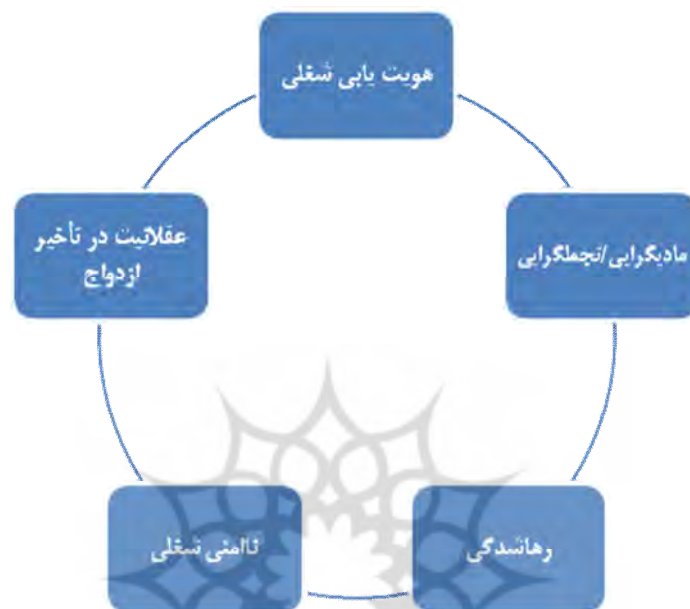 هویت یابی شغلی
مادیگرایی/تجملگرایی
رهاشدگی
ناامنی شغلی
عقلانیت در تأخیر
ازدواج